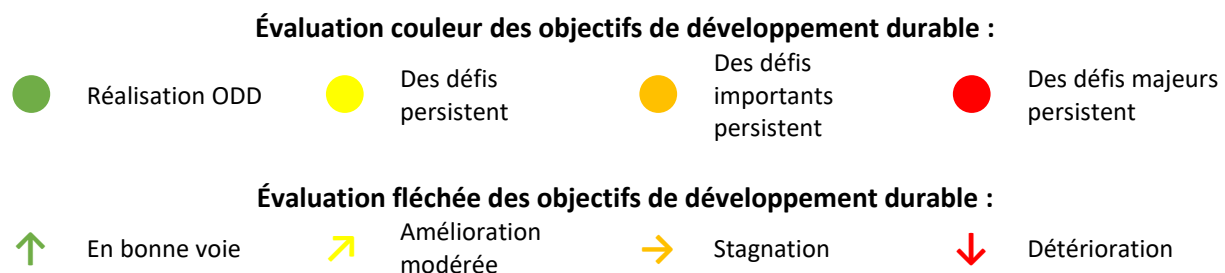 Évaluation couleur des objectifs de développement durable :
Réalisation ODD
Des défis
persistent
Des défis
importants
persistent
Des défis majeurs
persistent
Évaluation fléchée des objectifs de développement durable :
En bonne voie
Amélioration
modérée
Stagnation
Détérioration